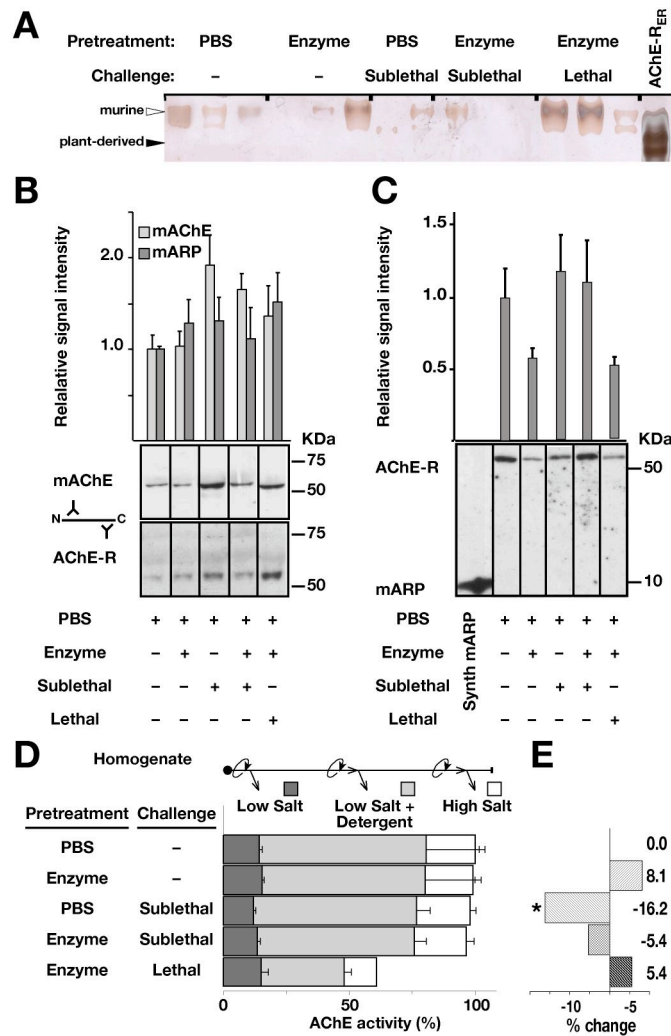 A
Pretreatment: PBS Enzyme PBS Enzyme Enzyme
Challenge: – – Sublethal Sublethal Lethal
AChE-RER
murine
plant-derived
B
Relalative signal intensity
mAChE
mARP
2.0
1.0
KDa
mAChE
75
50
N C
AChE-R
75
50
PBS + + + + +
Enzyme – + – + +
Sublethal – – + + –
Lethal – – – – +
C
Relalative signal intensity
1.5
1.0
0.5
KDa
AChE-R
50
mARP
10
Synth mARP
PBS + + + + +
Enzyme – + – + +
Sublethal – – + + –
Lethal – – – – +
D
Homogenate
Low Salt
Low Salt +
Detergent
High Salt
Pretreatment Challenge
PBS –
Enzyme –
PBS Sublethal
Enzyme Sublethal
Enzyme Lethal
0 50 100
AChE activity (%)
E
0.0
8.1
* -16.2
-5.4
5.4
-10 -5
% change